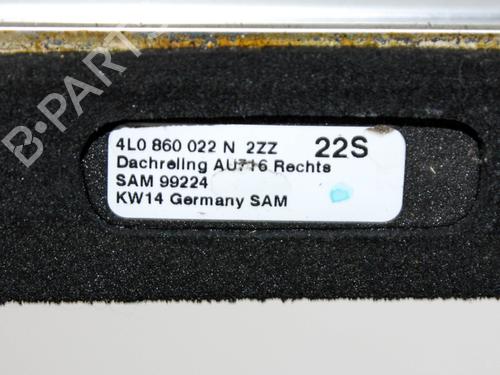 4L0 860 022 N 2ZZ 22S
Dachreling AU716 Rechts
SAM 99224
KW14 Germany SAM
B-PARTS